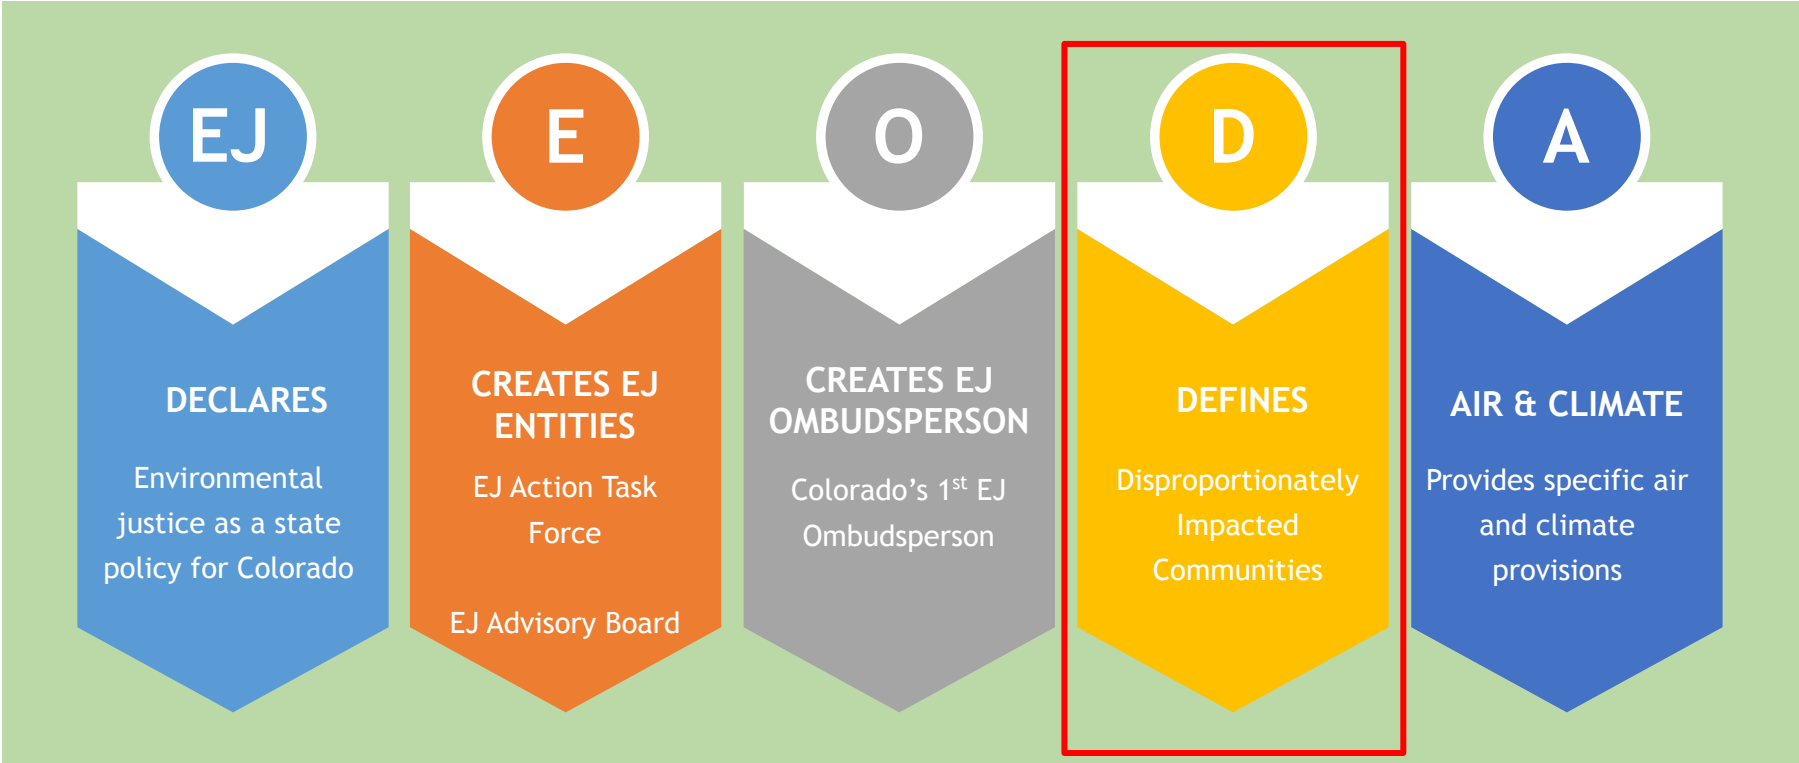 EJ
DECLARES
Environmental
justice as a state
policy for Colorado
E
CREATES EJ
ENTITIES
EJ Action Task
Force
EJ Advisory Board
O
CREATES EJ
OMBUDSPERSON
Colorado’s 1st EJ
Ombudsperson
D
DEFINES
Disproportionately
Impacted
Communities
A
AIR & CLIMATE
Provides specific air
and climate
provisions